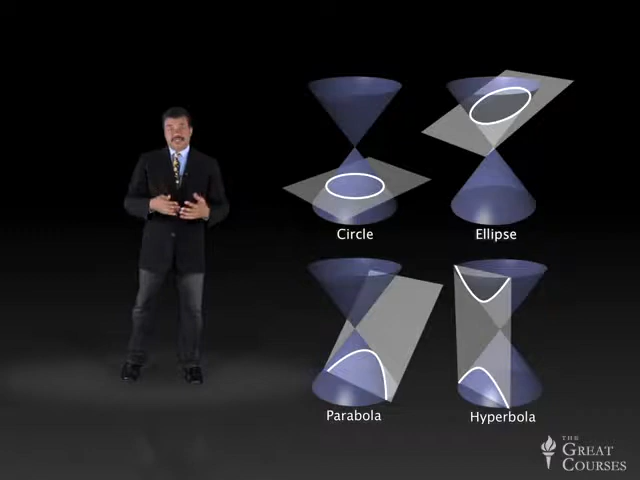 Circle
Ellipse
Parabola
Hyperbola
THE
GREAT
COURSES